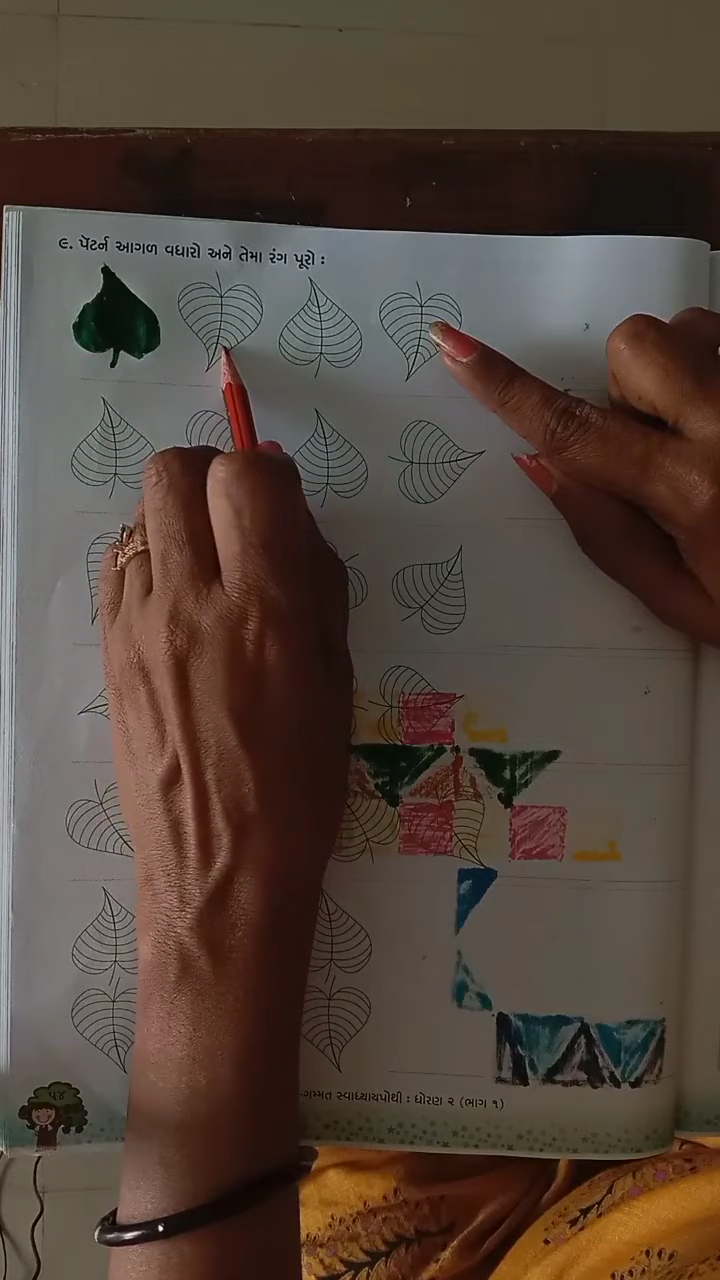 ૯. પૅટર્ન આગળ વધારો અને તેમા રંગ પૂરો :
૫૪
-ગમ્મત સ્વાધ્યાયપોથી : ધોરણ ૨ (ભાગ ૧)